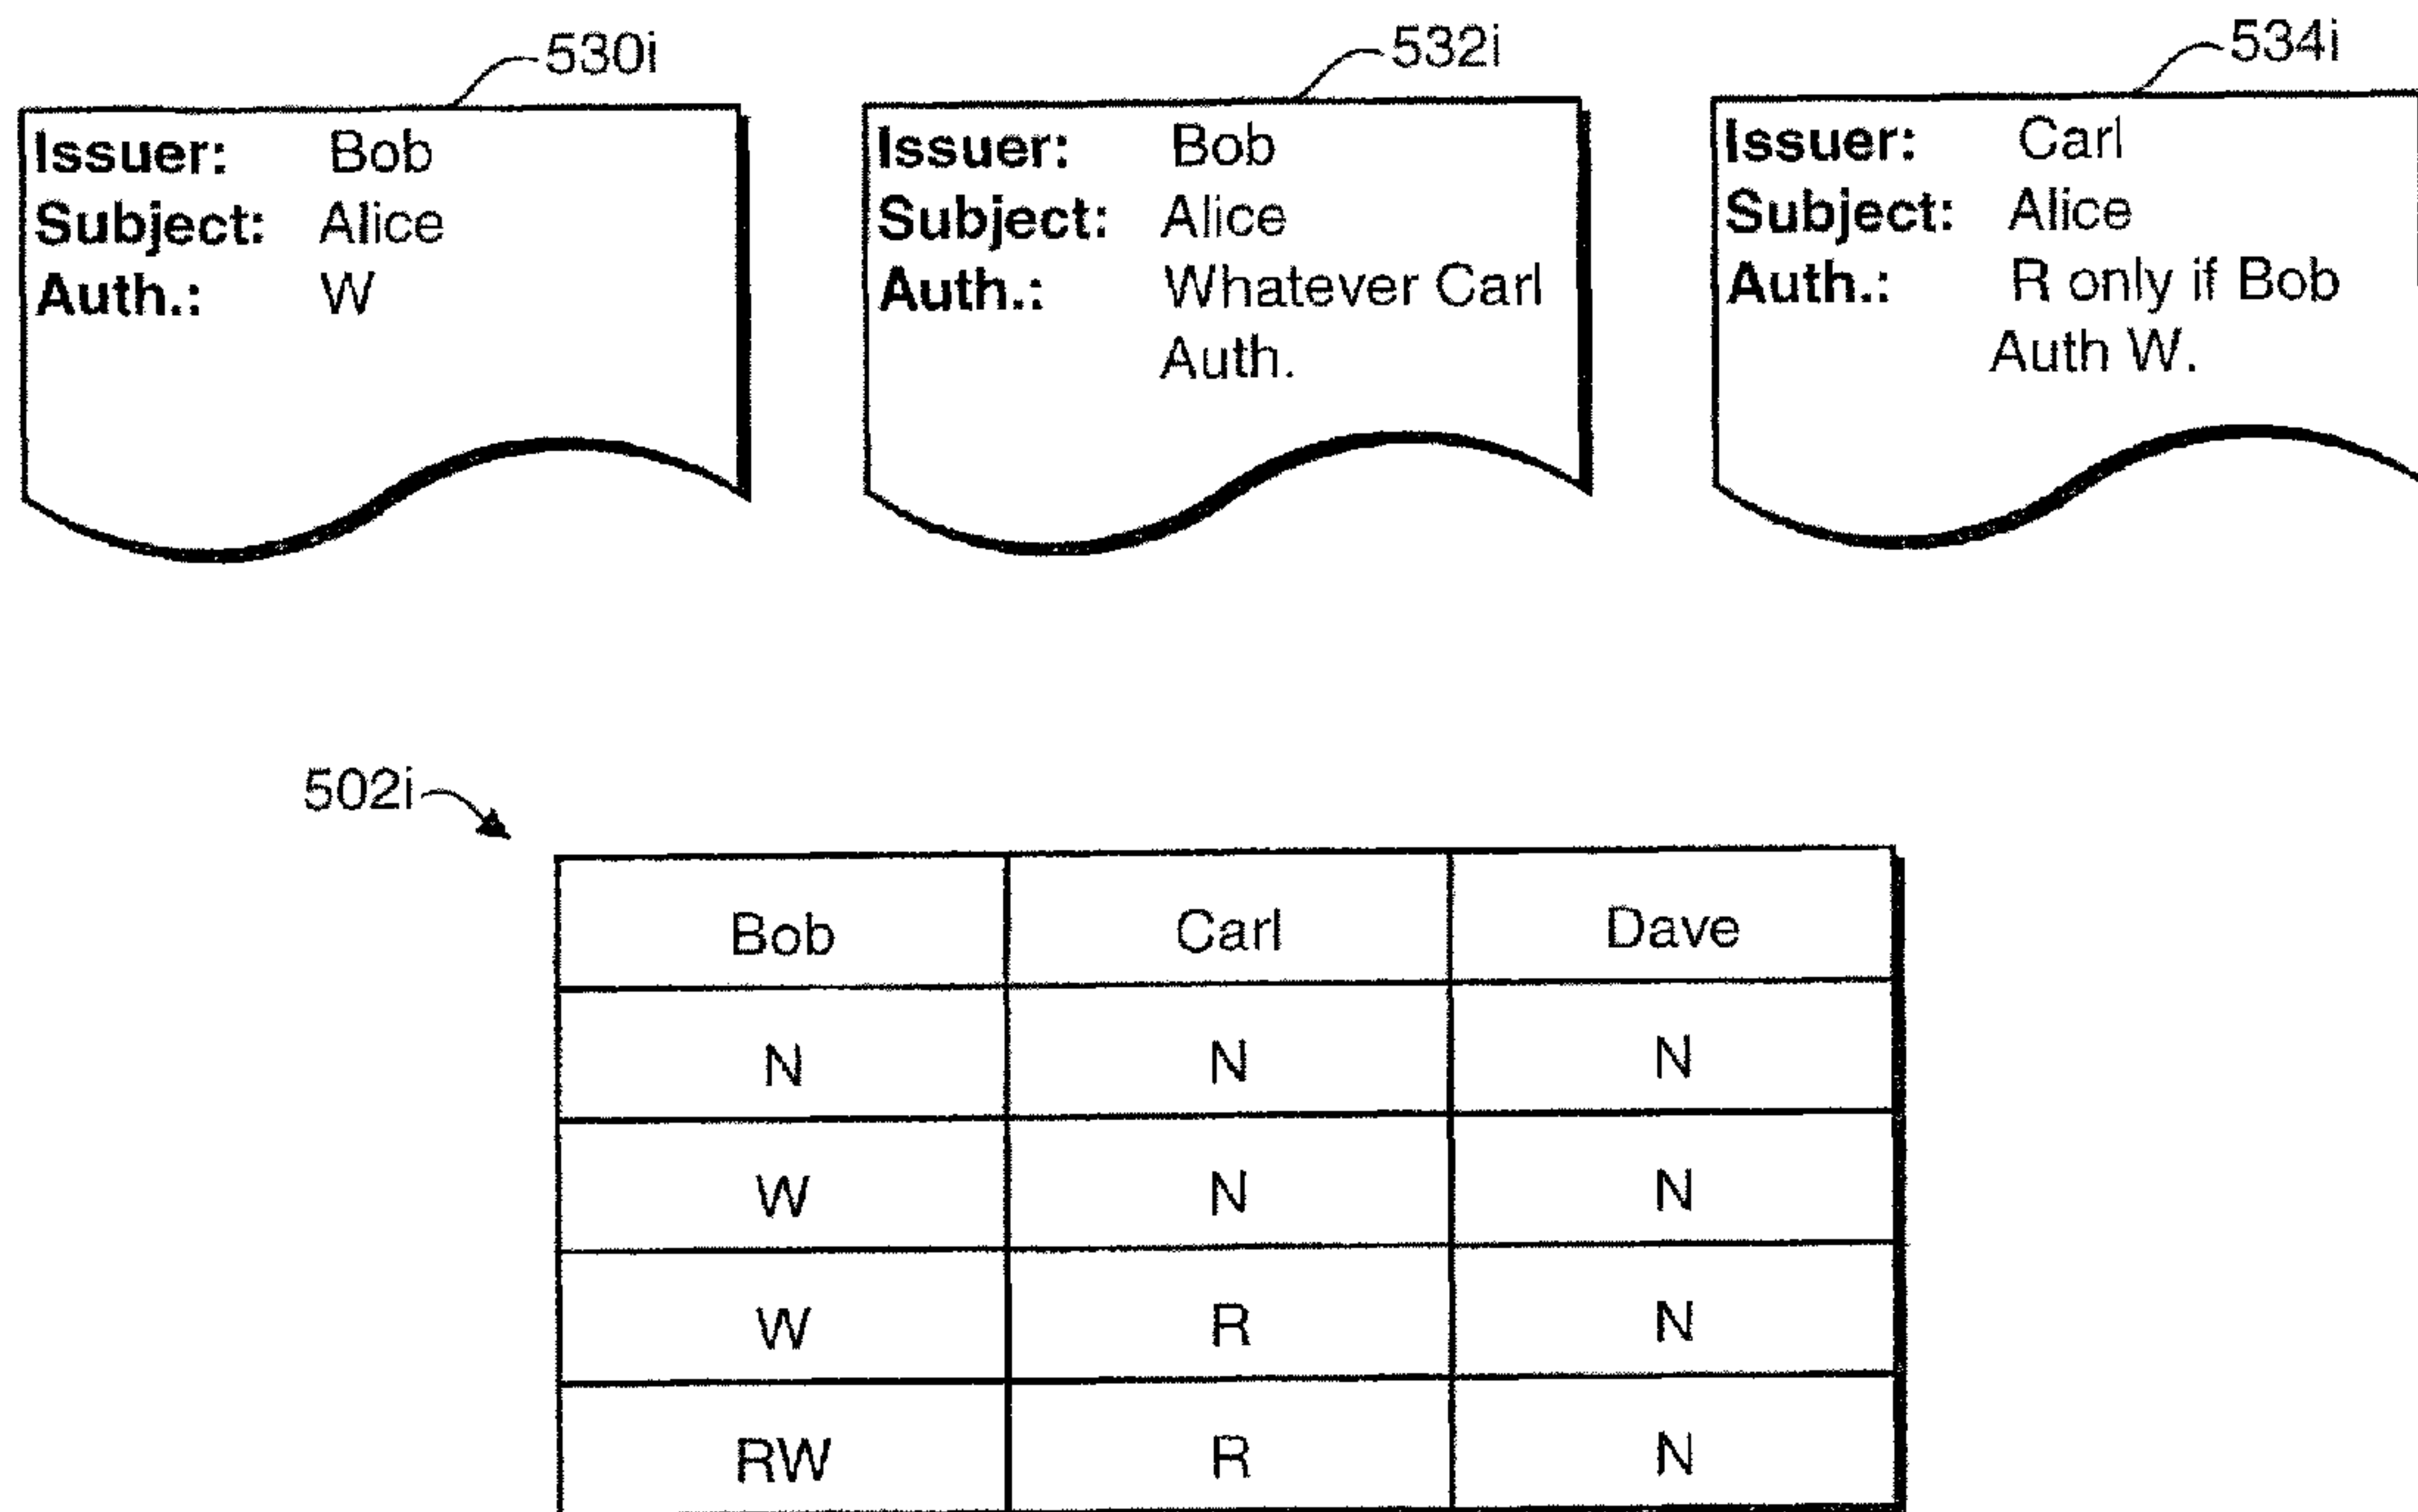 530i
532i
534i
Issuer: Bob
Subject: Alice
Auth.: W
Issuer: Bob
Subject: Alice
Auth.: Whatever Carl
Auth.
Issuer: Carl
Subject: Alice
Auth.: R only if Bob
Auth W.
502i
Bob Carl Dave
N N N
W N N
W R N
RW R N